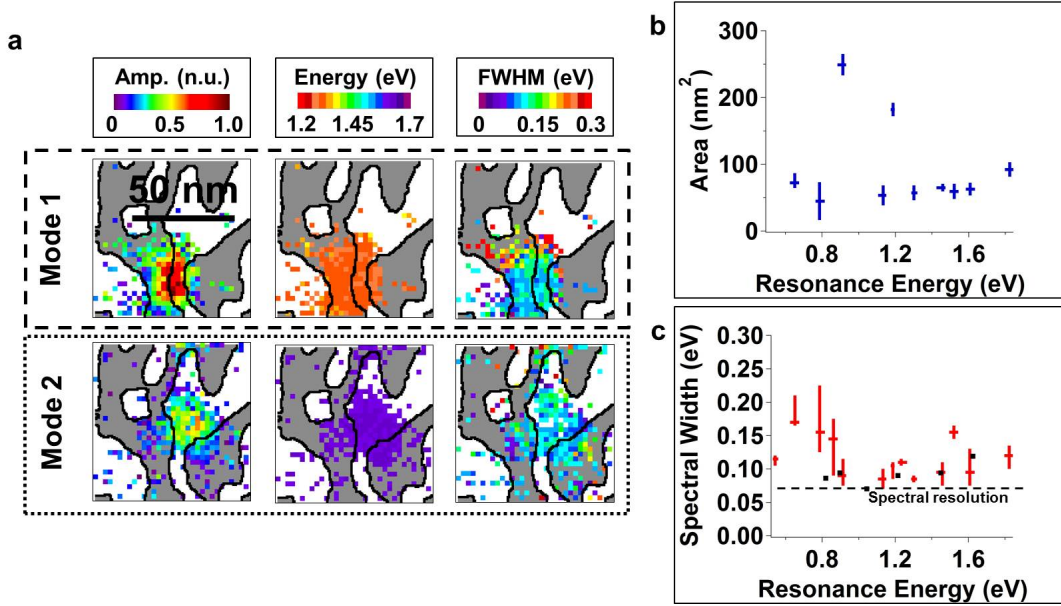 a
Amp. (n.u.)
0 0.5 1.0
Energy (eV)
1.2 1.45 1.7
FWHM (eV)
0 0.15 0.3
Mode 1
50 nm
Mode 2
b
300
200
100
0
Area (nm²)
0.8 1.2 1.6
Resonance Energy (eV)
c
0.30
0.25
0.20
0.15
0.10
0.05
0.00
Spectral Width (eV)
Spectral resolution
0.8 1.2 1.6
Resonance Energy (eV)